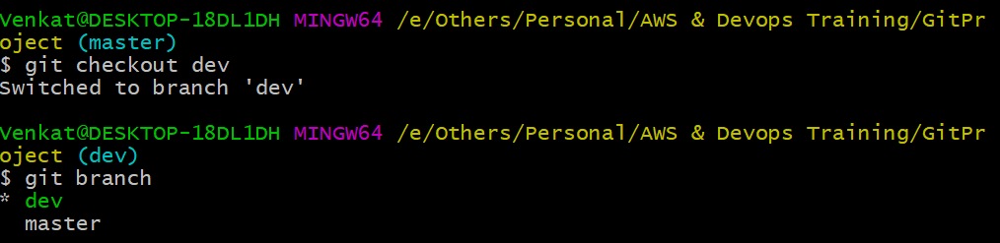 Venkat@DESKTOP-18DL1DH MINGW64 /e/Others/Personal/AWS & Devops Training/GitPr
oject (master)
$ git checkout dev
Switched to branch 'dev'
Venkat@DESKTOP-18DL1DH MINGW64 /e/Others/Personal/AWS & Devops Training/GitPr
oject (dev)
$ git branch
* dev
  master